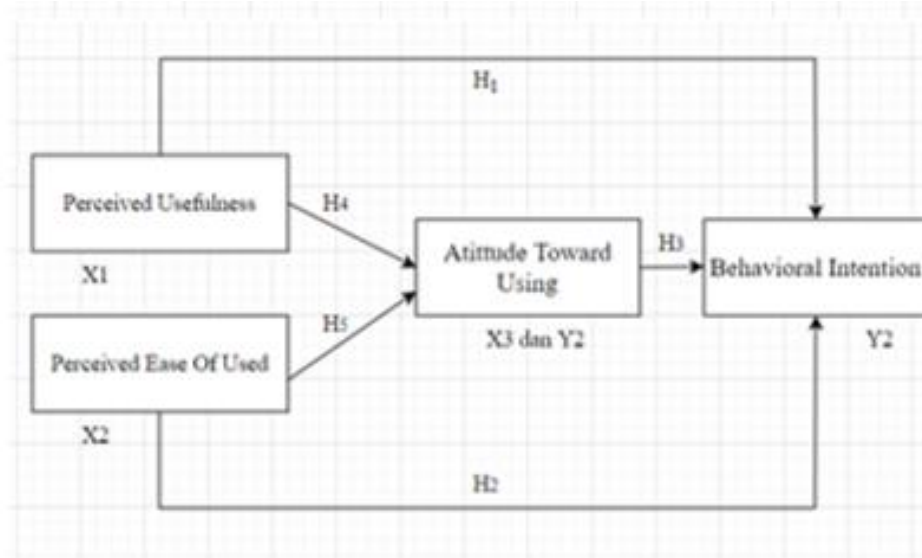 H1
Perceived Usefulness
H4
X1
Atittude Toward
Using
H3
Behavioral Intention
H5
X3 dan Y2
Y2
Perceived Ease Of Used
X2
H2